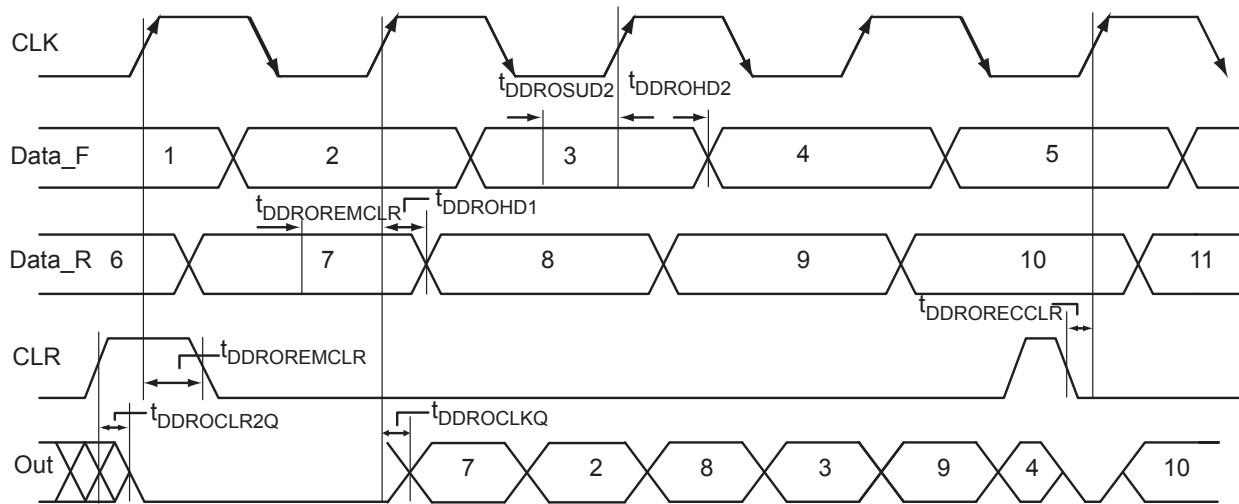 CLK
tDDROSUD2 tDDROHD2
Data_F 1 2 3 4 5
tDDROREMCLR tDDROHD1
Data_R 6 7 8 9 10 11
tDDRORECCLR
CLR tDDROREMCLR
tDDROCLR2Q tDDROCLKQ
Out 7 2 8 3 9 4 10